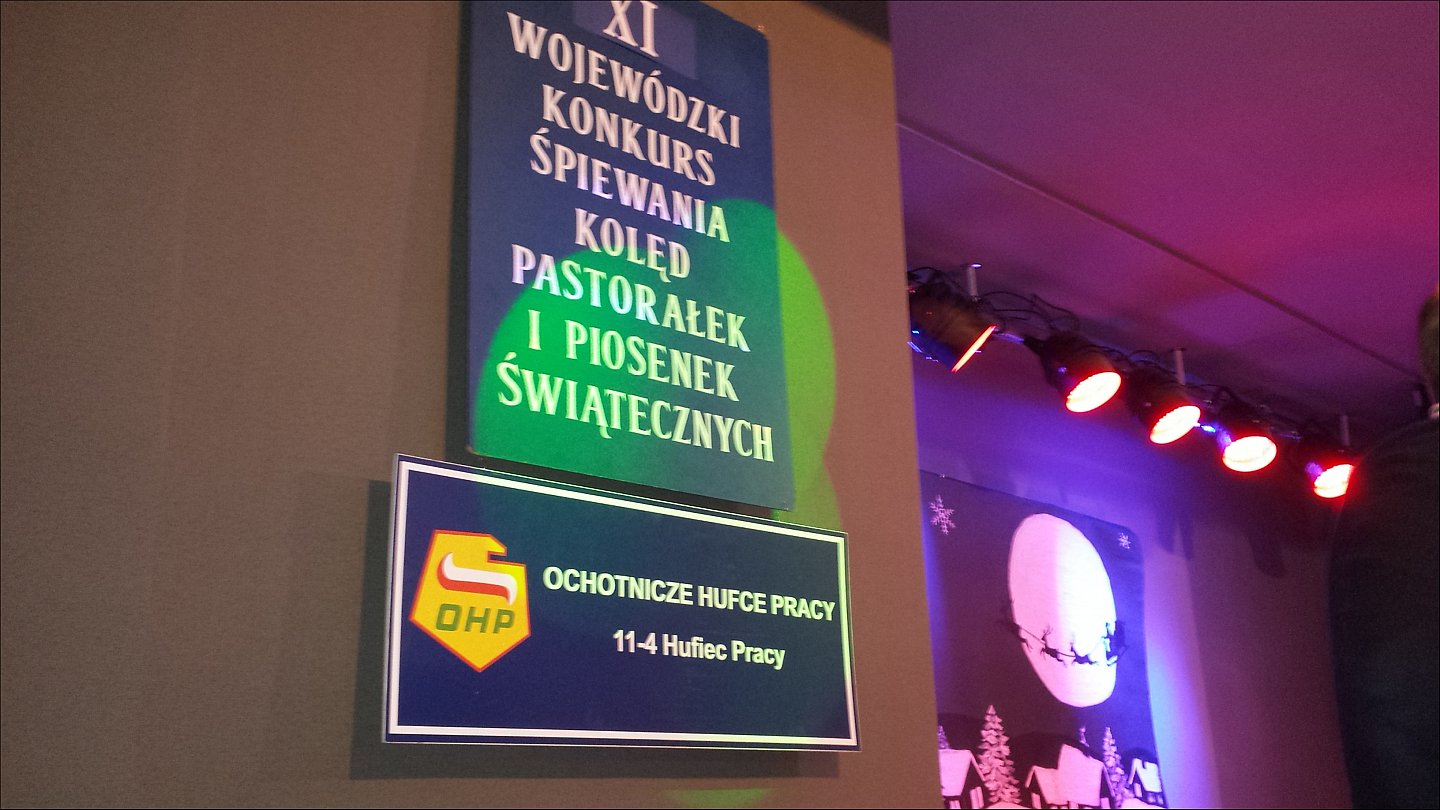 XI
WOJEWÓDZKI
KONKURS
ŚPIEWANIA
KOLĘD
PASTORAŁEK
I PIOSENEK
ŚWIĄTECZNYCH
OHP
OCHOTNICZE HUFCE PRACY
11-4 Hufiec Pracy